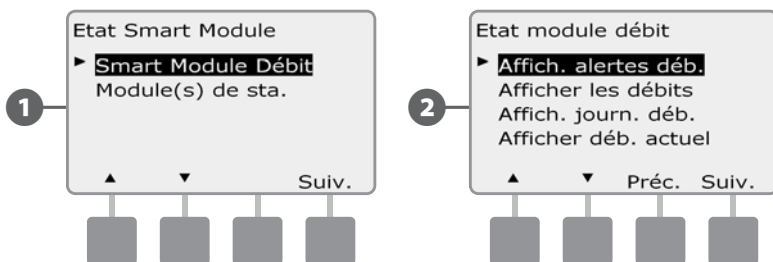 1
Etat Smart Module
► Smart Module Débit
Module(s) de sta.
▲ ▼ Suiv.
2
Etat module débit
► Affich. alertes déb.
Afficher les débits
Affich. journ. déb.
Afficher déb. actuel
▲ ▼ Préc. Suiv.